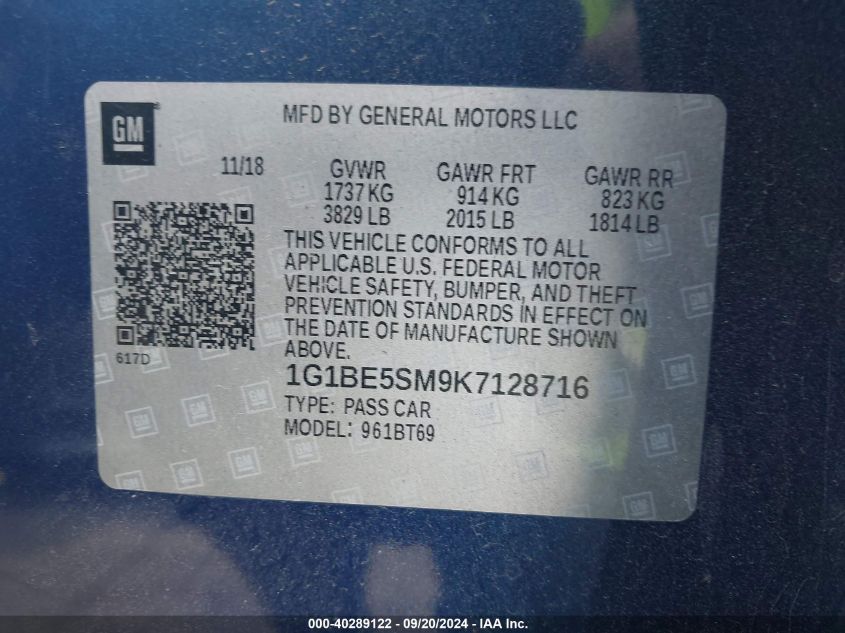 GM
MFD BY GENERAL MOTORS LLC
11/18 GVWR GAWR FRT GAWR RR
1737 KG 914 KG 823 KG
3829 LB 2015 LB 1814 LB
THIS VEHICLE CONFORMS TO ALL
APPLICABLE U.S. FEDERAL MOTOR
VEHICLE SAFETY, BUMPER, AND THEFT
PREVENTION STANDARDS IN EFFECT ON
THE DATE OF MANUFACTURE SHOWN
ABOVE.
617D
1G1BE5SM9K7128716
TYPE: PASS CAR
MODEL: 961BT69
000-40289122 - 09/20/2024 - IAA Inc.